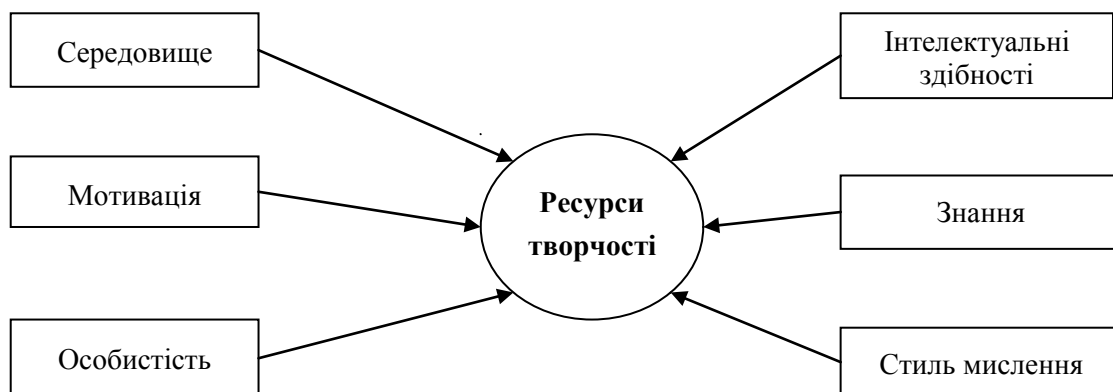 Середовище
Мотивація
Особистість
Ресурси
творчості
Інтелектуальні
здібності
Знання
Стиль мислення